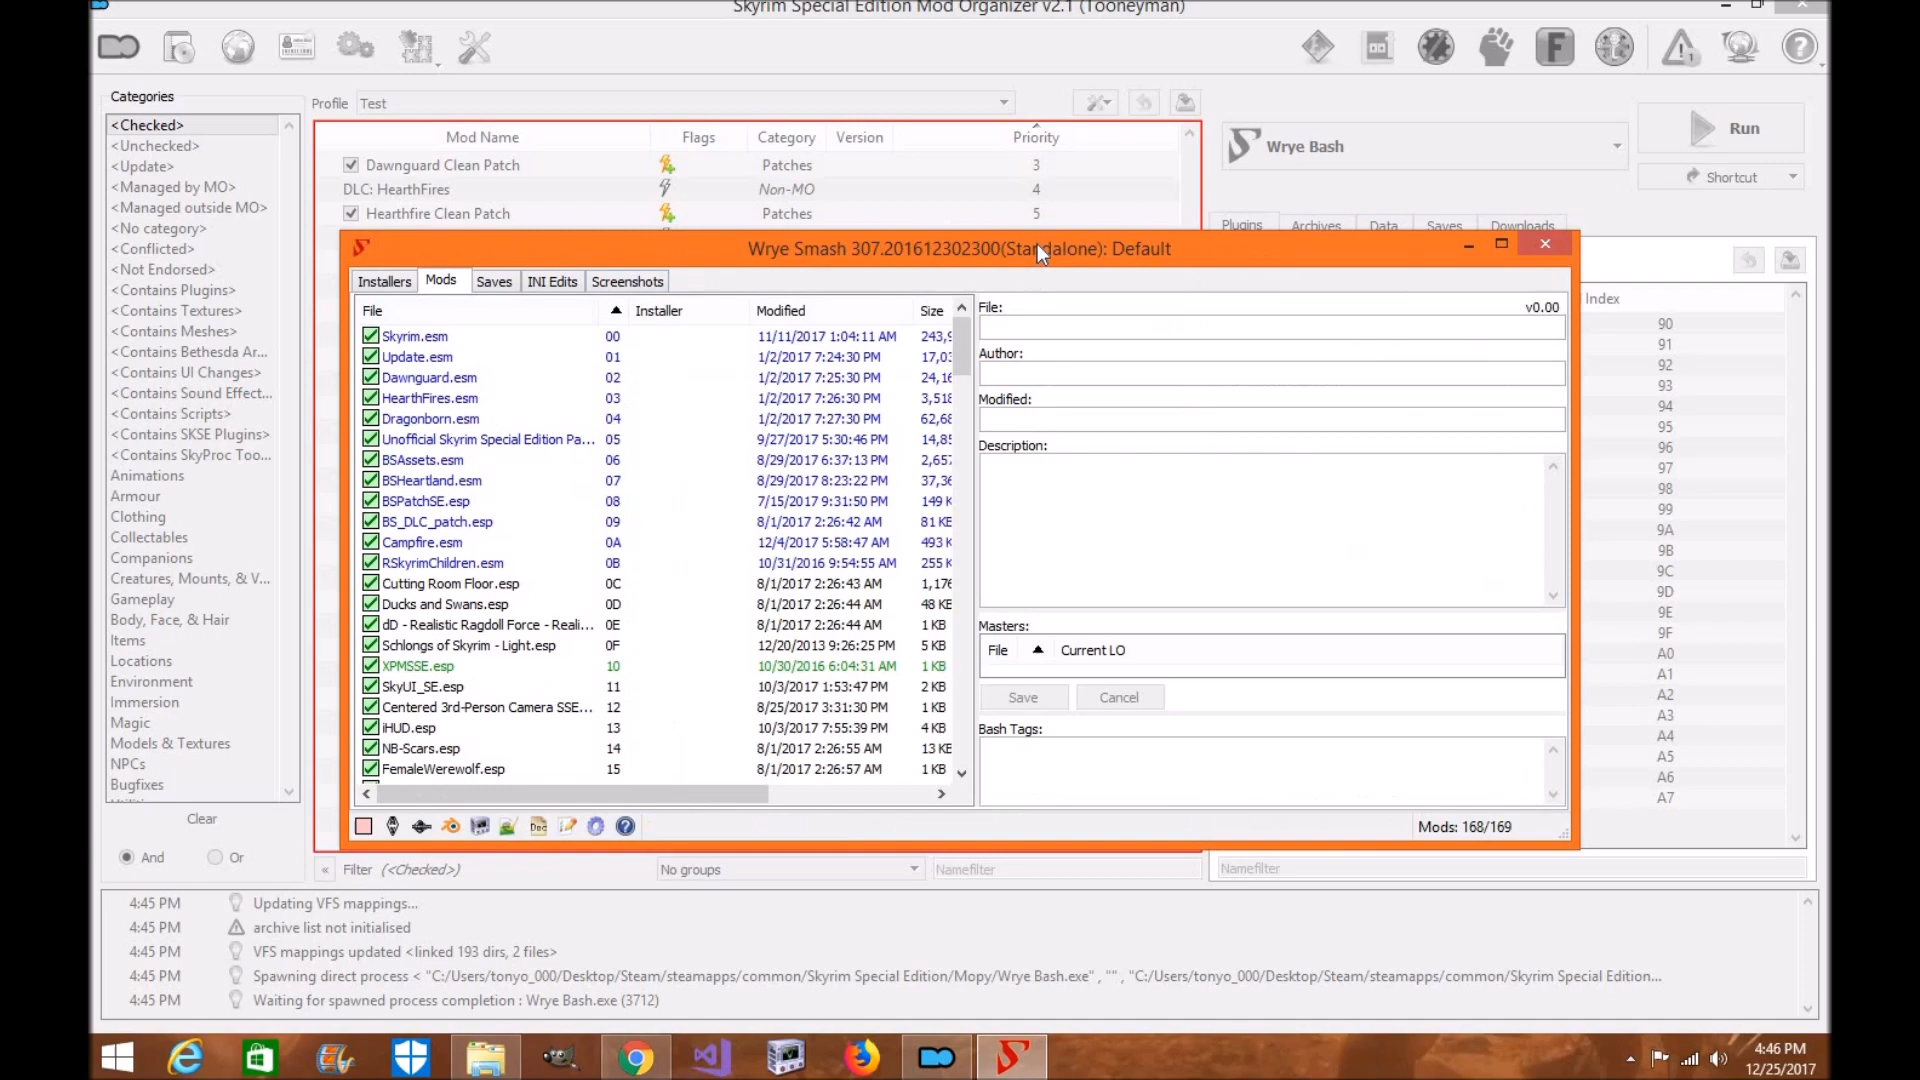 Skyrim Special Edition Mod Organizer v2.1 (Tooneyman)
Categories
<Checked>
<Unchecked>
<Update>
<Managed by MO>
<Managed outside MO>
<No category>
<Conflicted>
<Not Endorsed>
<Contains Plugins>
<Contains Textures>
<Contains Meshes>
<Contains Bethesda Ar...
<Contains UI Changes>
<Contains Sound Effect...
<Contains Scripts>
<Contains SKSE Plugins>
<Contains SkyProc Too...
Animations
Armour
Clothing
Collectables
Companions
Creatures, Mounts, & V...
Gameplay
Body, Face, & Hair
Items
Locations
Environment
Immersion
Magic
Models & Textures
NPCs
Bugfixes
Clear
And Or
Profile Test
Mod Name Flags Category Version Priority
Dawnguard Clean Patch Patches 3
DLC: HearthFires Non-MO 4
Hearthfire Clean Patch Patches 5
Wrye Bash
Run
Shortcut
Plugins Archives Data Saves Downloads
Wrye Smash 307.201612302300(Standalone): Default
Installers Mods Saves INI Edits Screenshots
File Installer Modified Size
Skyrim.esm 00 11/11/2017 1:04:11 AM 243,9
Update.esm 01 1/2/2017 7:24:30 PM 17,03
Dawnguard.esm 02 1/2/2017 7:25:30 PM 24,16
HearthFires.esm 03 1/2/2017 7:26:30 PM 3,518
Dragonborn.esm 04 1/2/2017 7:27:30 PM 62,68
Unofficial Skyrim Special Edition Pa... 05 9/27/2017 5:30:46 PM 14,85
BSAssets.esm 06 8/29/2017 6:37:13 PM 2,657
BSHeartland.esm 07 8/29/2017 8:23:22 PM 37,36
BSPatchSE.esp 08 7/15/2017 9:31:50 PM 149 K
BS_DLC_patch.esp 09 8/1/2017 2:26:42 AM 81 KE
Campfire.esm 0A 12/4/2017 5:58:47 AM 493 K
RSkyrimChildren.esm 0B 10/31/2016 9:54:55 AM 255 K
Cutting Room Floor.esp 0C 8/1/2017 2:26:43 AM 1,176
Ducks and Swans.esp 0D 8/1/2017 2:26:44 AM 48 KE
dD - Realistic Ragdoll Force - Reali... 0E 8/1/2017 2:26:44 AM 1 KB
Schlongs of Skyrim - Light.esp 0F 12/20/2013 9:26:25 PM 5 KB
XPMSSE.esp 10 10/30/2016 6:04:31 AM 1 KB
SkyUI_SE.esp 11 10/3/2017 1:53:47 PM 2 KB
Centered 3rd-Person Camera SSE... 12 8/25/2017 3:31:30 PM 1 KB
iHUD.esp 13 10/3/2017 7:55:39 PM 4 KB
NB-Scars.esp 14 8/1/2017 2:26:55 AM 13 KE
FemaleWerewolf.esp 15 8/1/2017 2:26:57 AM 1 KB
File: v0.00
Author:
Modified:
Description:
Masters:
File Current LO
Save Cancel
Bash Tags:
Doc
Mods: 168/169
Index
90
91
92
93
94
95
96
97
98
99
9A
9B
9C
9D
9E
9F
A0
A1
A2
A3
A4
A5
A6
A7
« Filter (<Checked>) No groups Namefilter Namefilter
4:45 PM Updating VFS mappings...
4:45 PM archive list not initialised
4:45 PM VFS mappings updated <linked 193 dirs, 2 files>
4:45 PM Spawning direct process < "C:/Users/tonyo_000/Desktop/Steam/steamapps/common/Skyrim Special Edition/Mopy/Wrye Bash.exe" , "" , "C:/Users/tonyo_000/Desktop/Steam/steamapps/common/Skyrim Special Edition...
4:45 PM Waiting for spawned process completion : Wrye Bash.exe (3712)
4:46 PM
12/25/2017